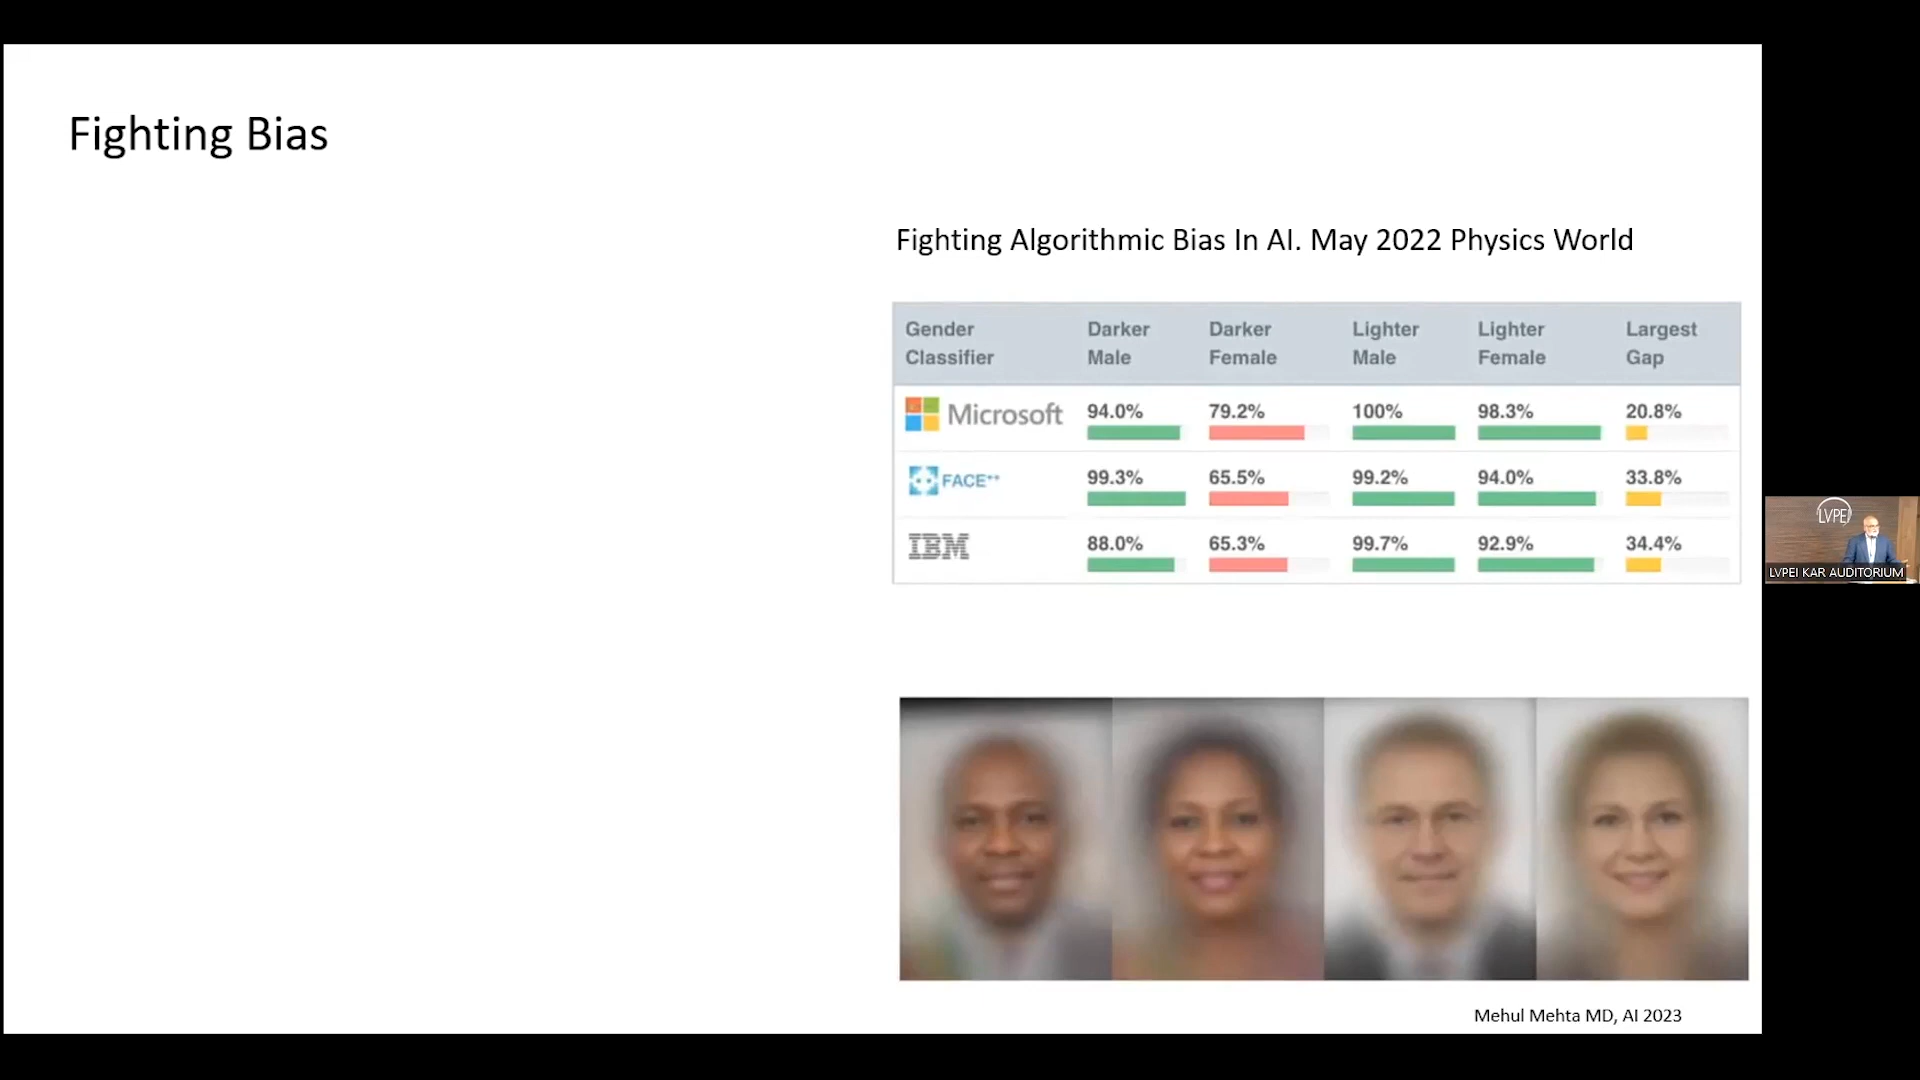 Fighting Bias
Fighting Algorithmic Bias In AI. May 2022 Physics World
Gender Classifier Darker Male Darker Female Lighter Male Lighter Female Largest Gap
Microsoft 94.0% 79.2% 100% 98.3% 20.8%
FACE++ 99.3% 65.5% 99.2% 94.0% 33.8%
IBM 88.0% 65.3% 99.7% 92.9% 34.4%
LVPEI
LVPEI KAR AUDITORIUM
Mehul Mehta MD, AI 2023